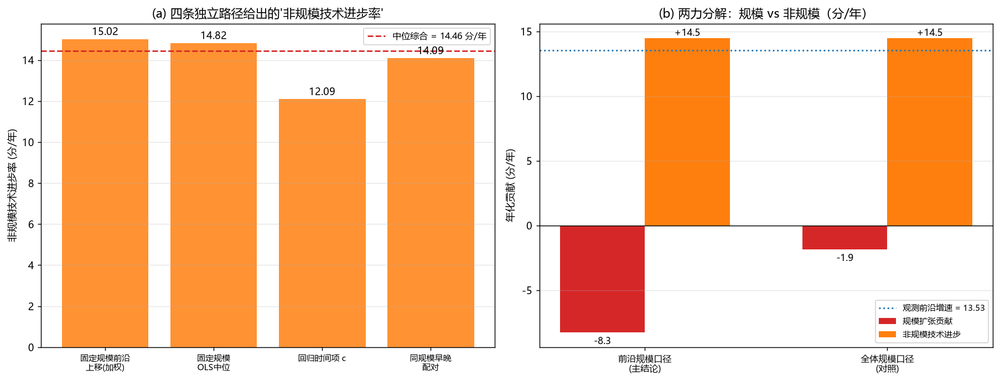 (a) 四条独立路径给出的'非规模技术进步率'
中位综合 = 14.46 分/年
15.02
14.82
12.09
14.09
非规模技术进步率 (分/年)
14
12
10
8
6
4
2
0
固定规模前沿
上移(加权)
固定规模
OLS中位
回归时间项 c
同规模早晚
配对
(b) 两力分解：规模 vs 非规模（分/年）
+14.5
+14.5
-8.3
-1.9
年化贡献 (分/年)
15
10
5
0
-5
观测前沿增速 = 13.53
规模扩张贡献
非规模技术进步
前沿规模口径
(主结论)
全体规模口径
(对照)